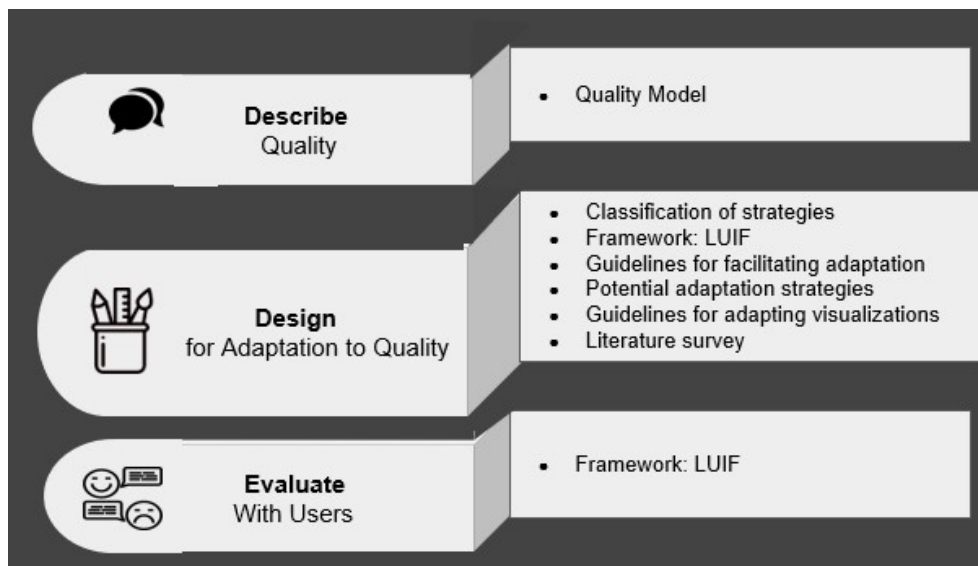 Describe
Quality
• Quality Model
Design
for Adaptation to Quality
• Classification of strategies
• Framework: LUIF
• Guidelines for facilitating adaptation
• Potential adaptation strategies
• Guidelines for adapting visualizations
• Literature survey
Evaluate
With Users
• Framework: LUIF